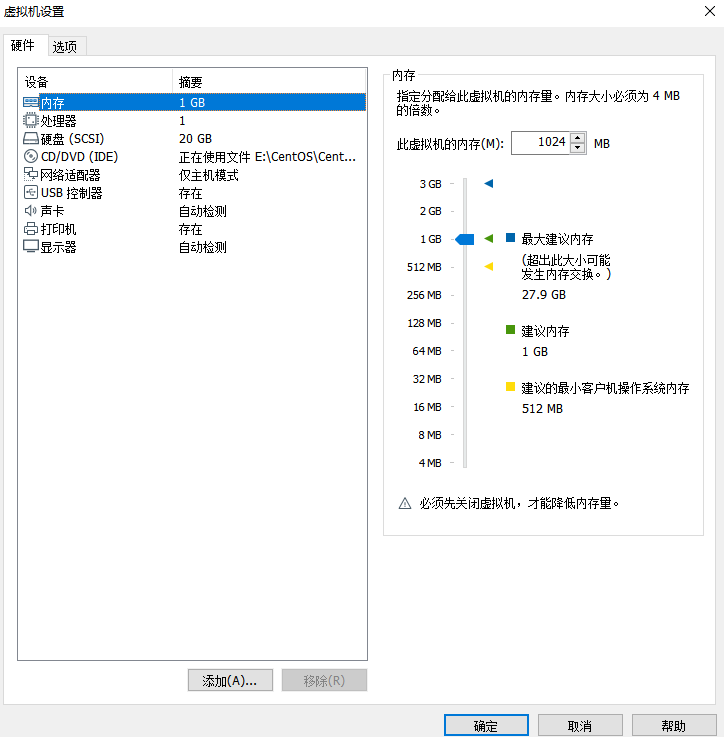 虚拟机设置
硬件 选项
设备 摘要
内存 1 GB
处理器 1
硬盘 (SCSI) 20 GB
CD/DVD (IDE) 正在使用文件 E:\CentOS\Cent...
网络适配器 仅主机模式
USB 控制器 存在
声卡 自动检测
打印机 存在
显示器 自动检测
添加(A)... 移除(R)
内存
指定分配给此虚拟机的内存量。内存大小必须为 4 MB
的倍数。
此虚拟机的内存(M): 1024 MB
3 GB
2 GB
1 GB
512 MB
256 MB
128 MB
64 MB
32 MB
16 MB
8 MB
4 MB
最大建议内存
(超出此大小可能
发生内存交换。)
27.9 GB
建议内存
1 GB
建议的最小客户机操作系统内存
512 MB
必须先关闭虚拟机，才能降低内存量。
确定 取消 帮助